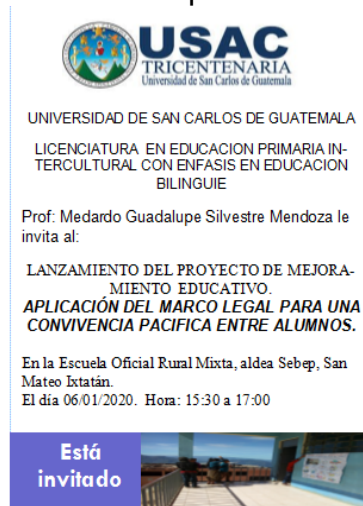 USAC
TRICENTENARIA
Universidad de San Carlos de Guatemala
UNIVERSIDAD DE SAN CARLOS DE GUATEMALA
LICENCIATURA EN EDUCACION PRIMARIA IN-
TERCULTURAL CON ENFASIS EN EDUCACION
BILINGUIE
Prof: Medardo Guadalupe Silvestre Mendoza le
invita al:
LANZAMIENTO DEL PROYECTO DE MEJORA-
MIENTO EDUCATIVO.
APLICACIÓN DEL MARCO LEGAL PARA UNA
CONVIVENCIA PACIFICA ENTRE ALUMNOS.
En la Escuela Oficial Rural Mixta, aldea Sebep, San
Mateo Ixtatán.
El día 06/01/2020. Hora: 15:30 a 17:00
Está
invitado